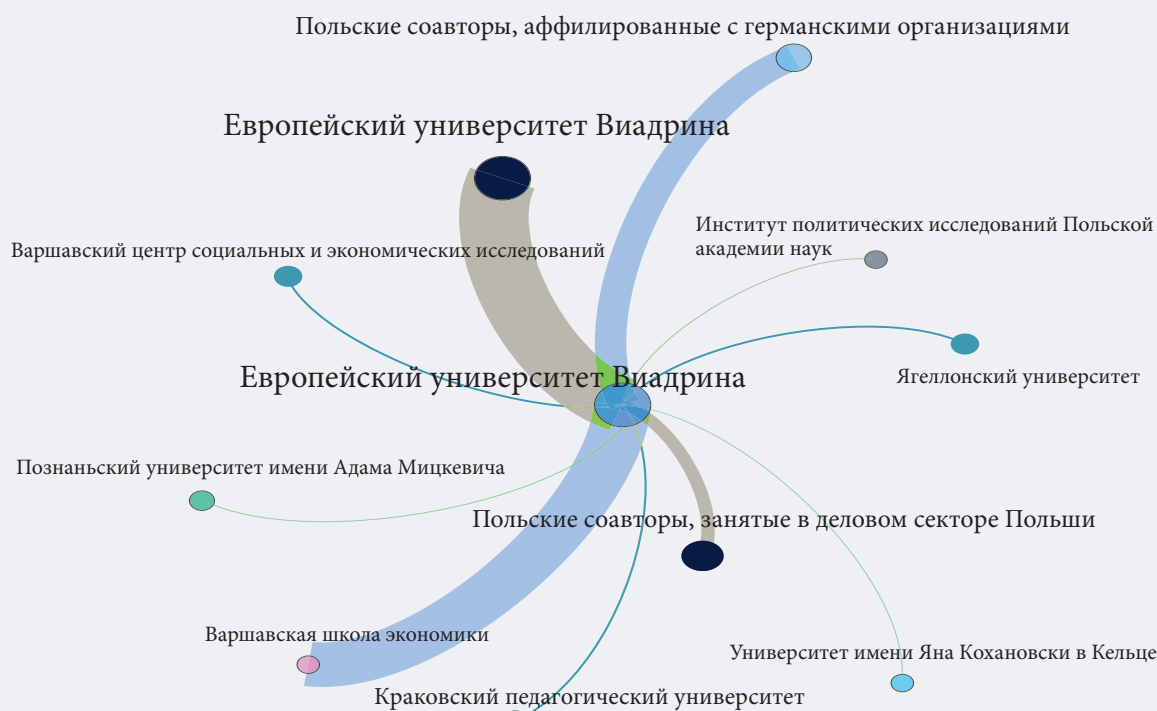 Польские соавторы, аффилированные с германскими организациями
Европейский университет Виадрина
Институт политических исследований Польской
академии наук
Варшавский центр социальных и экономических исследований
Европейский университет Виадрина
Ягеллонский университет
Познаньский университет имени Адама Мицкевича
Польские соавторы, занятые в деловом секторе Польши
Варшавская школа экономики
Университет имени Яна Кохановски в Кельце
Краковский педагогический университет